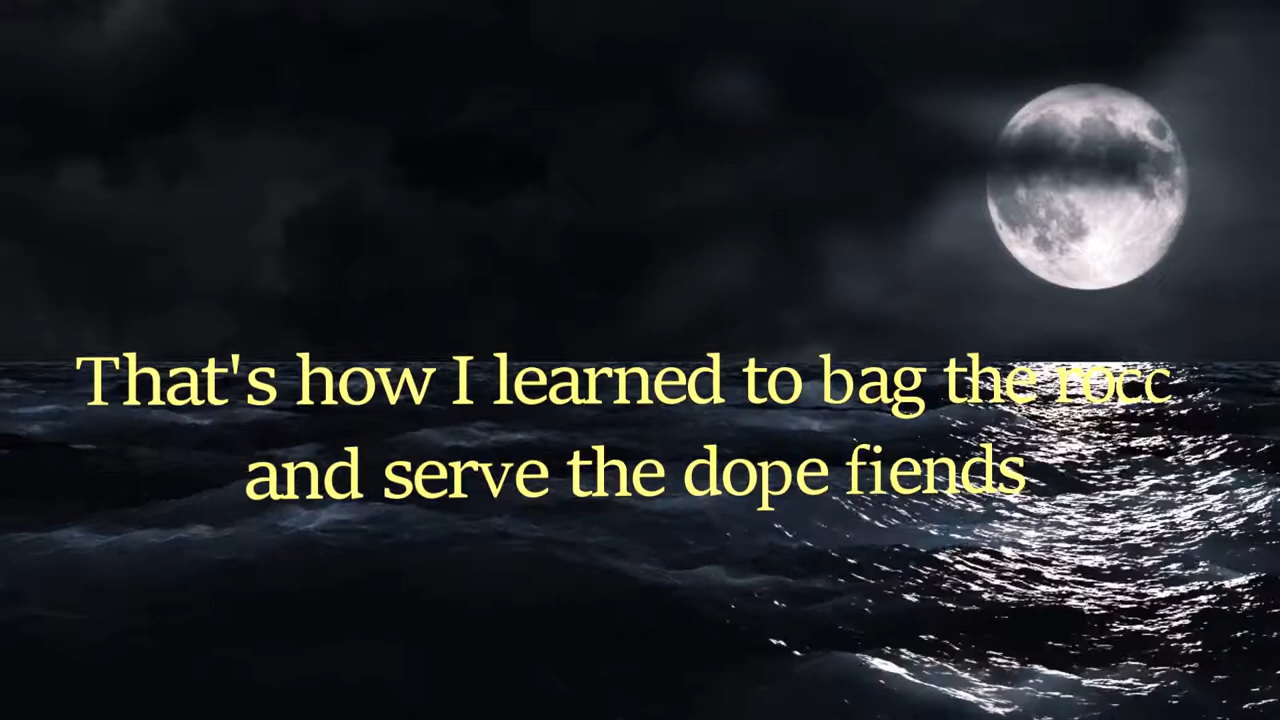 That's how I learned to bag the rocc
and serve the dope fiends